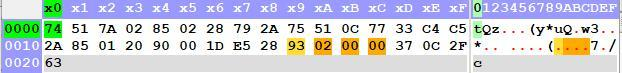 x0 x1 x2 x3 x4 x5 x6 x7 x8 x9 xA xB xC xD xE xF 0123456789ABCDEF
0000 74 51 7A 02 85 02 28 79 2A 75 51 0C 77 33 C4 C5 tQz...(y*uQ.w3..
0010 2A 85 01 20 90 00 1D E5 28 93 02 00 00 37 0C 2F *.. ....(....7./
0020 63 c